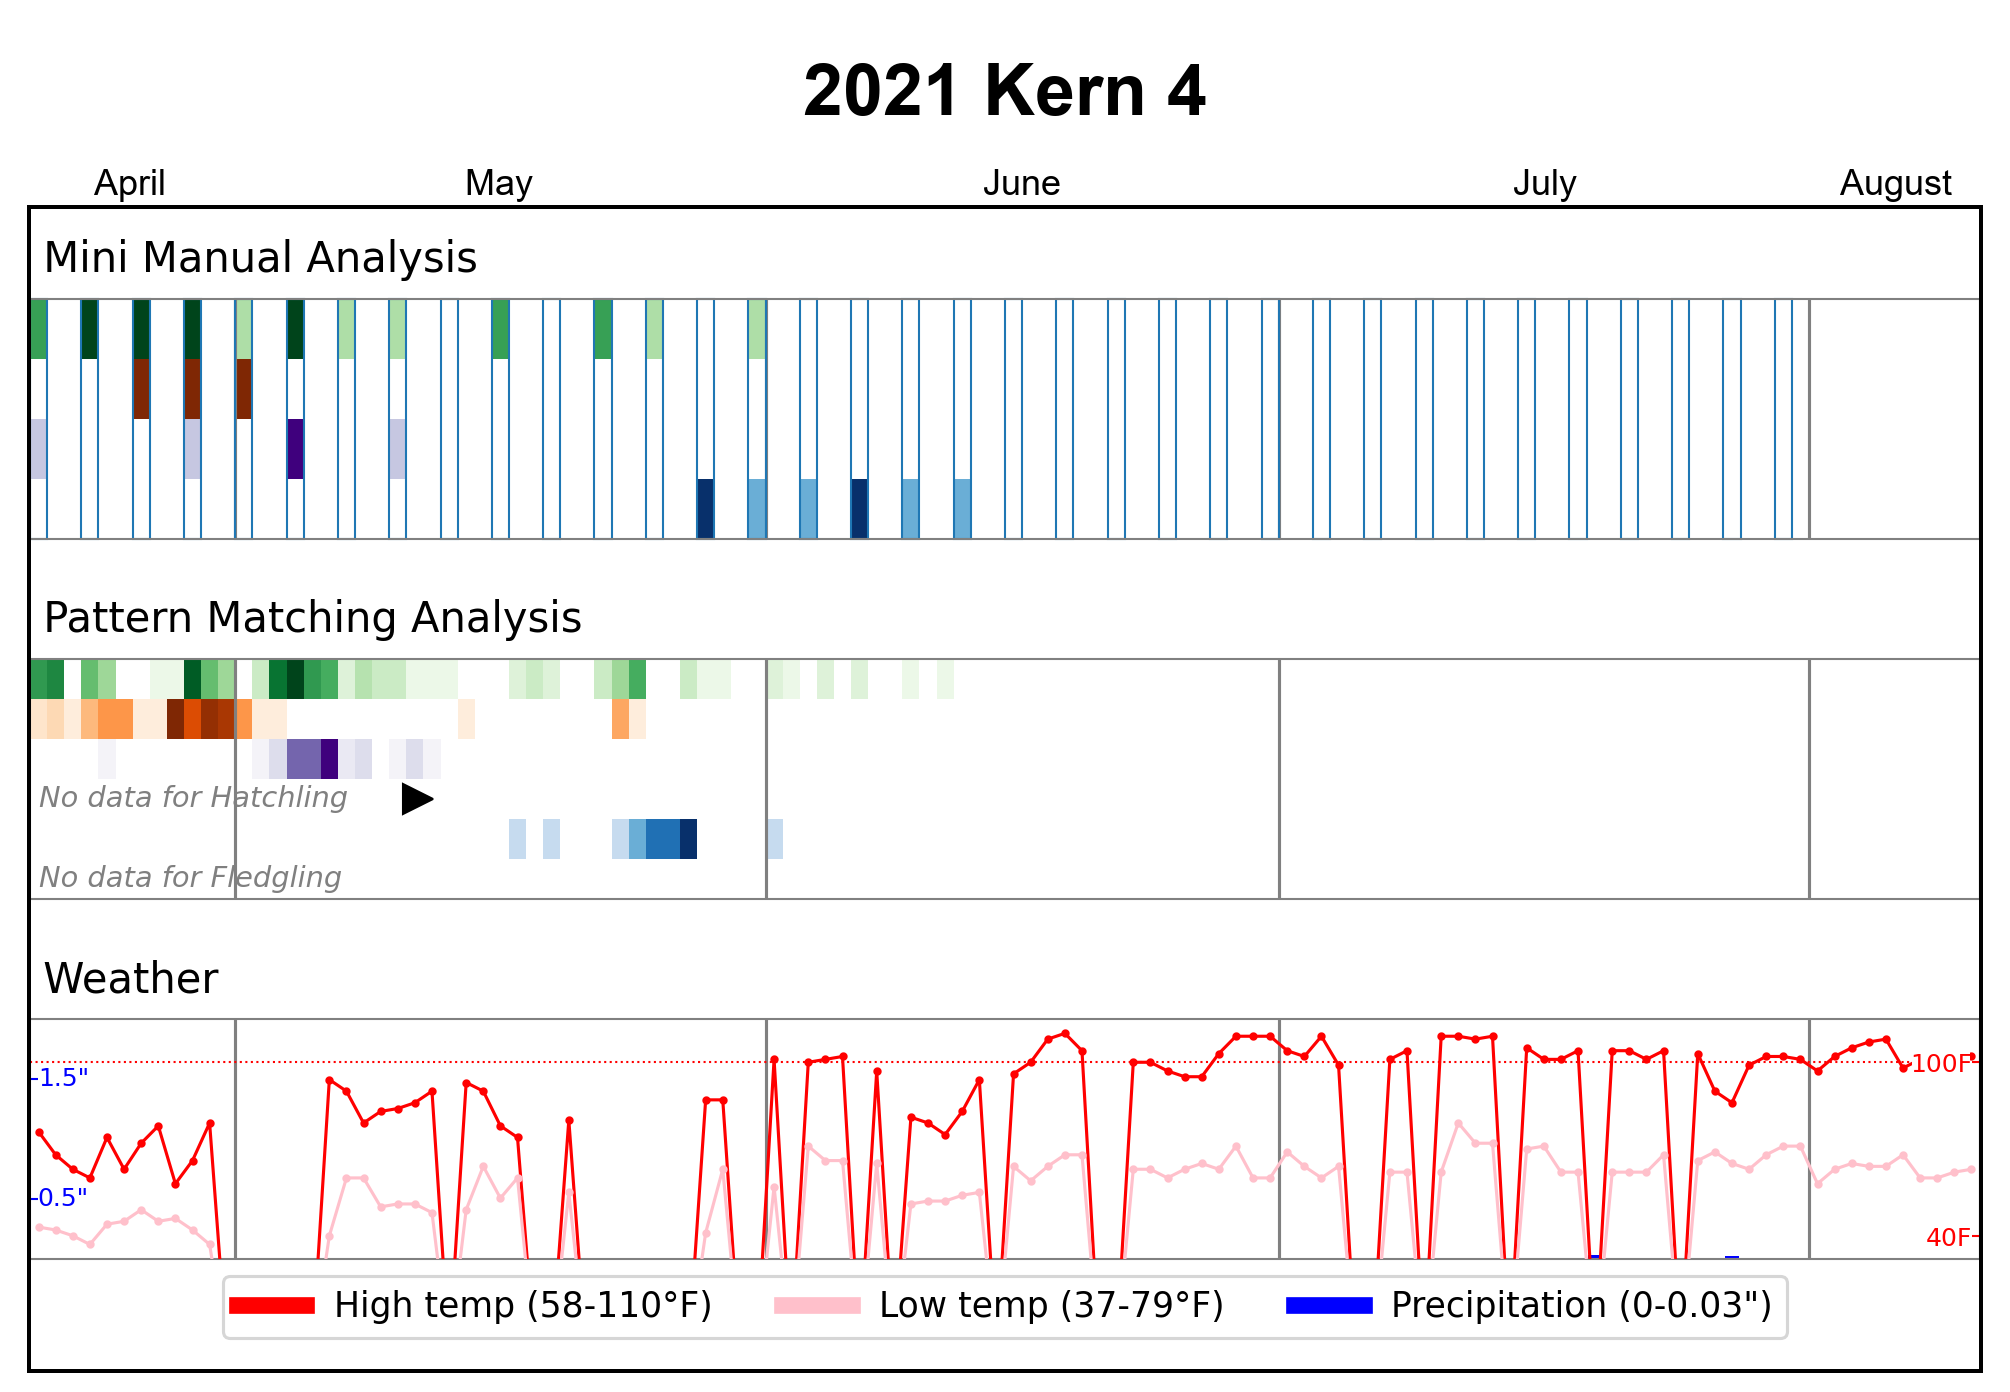 2021 Kern 4
April May June July August
Mini Manual Analysis
Pattern Matching Analysis
No data for Hatchling
No data for Fledgling
Weather
1.5" 100F
0.5"
40F
High temp (58-110°F) Low temp (37-79°F) Precipitation (0-0.03")